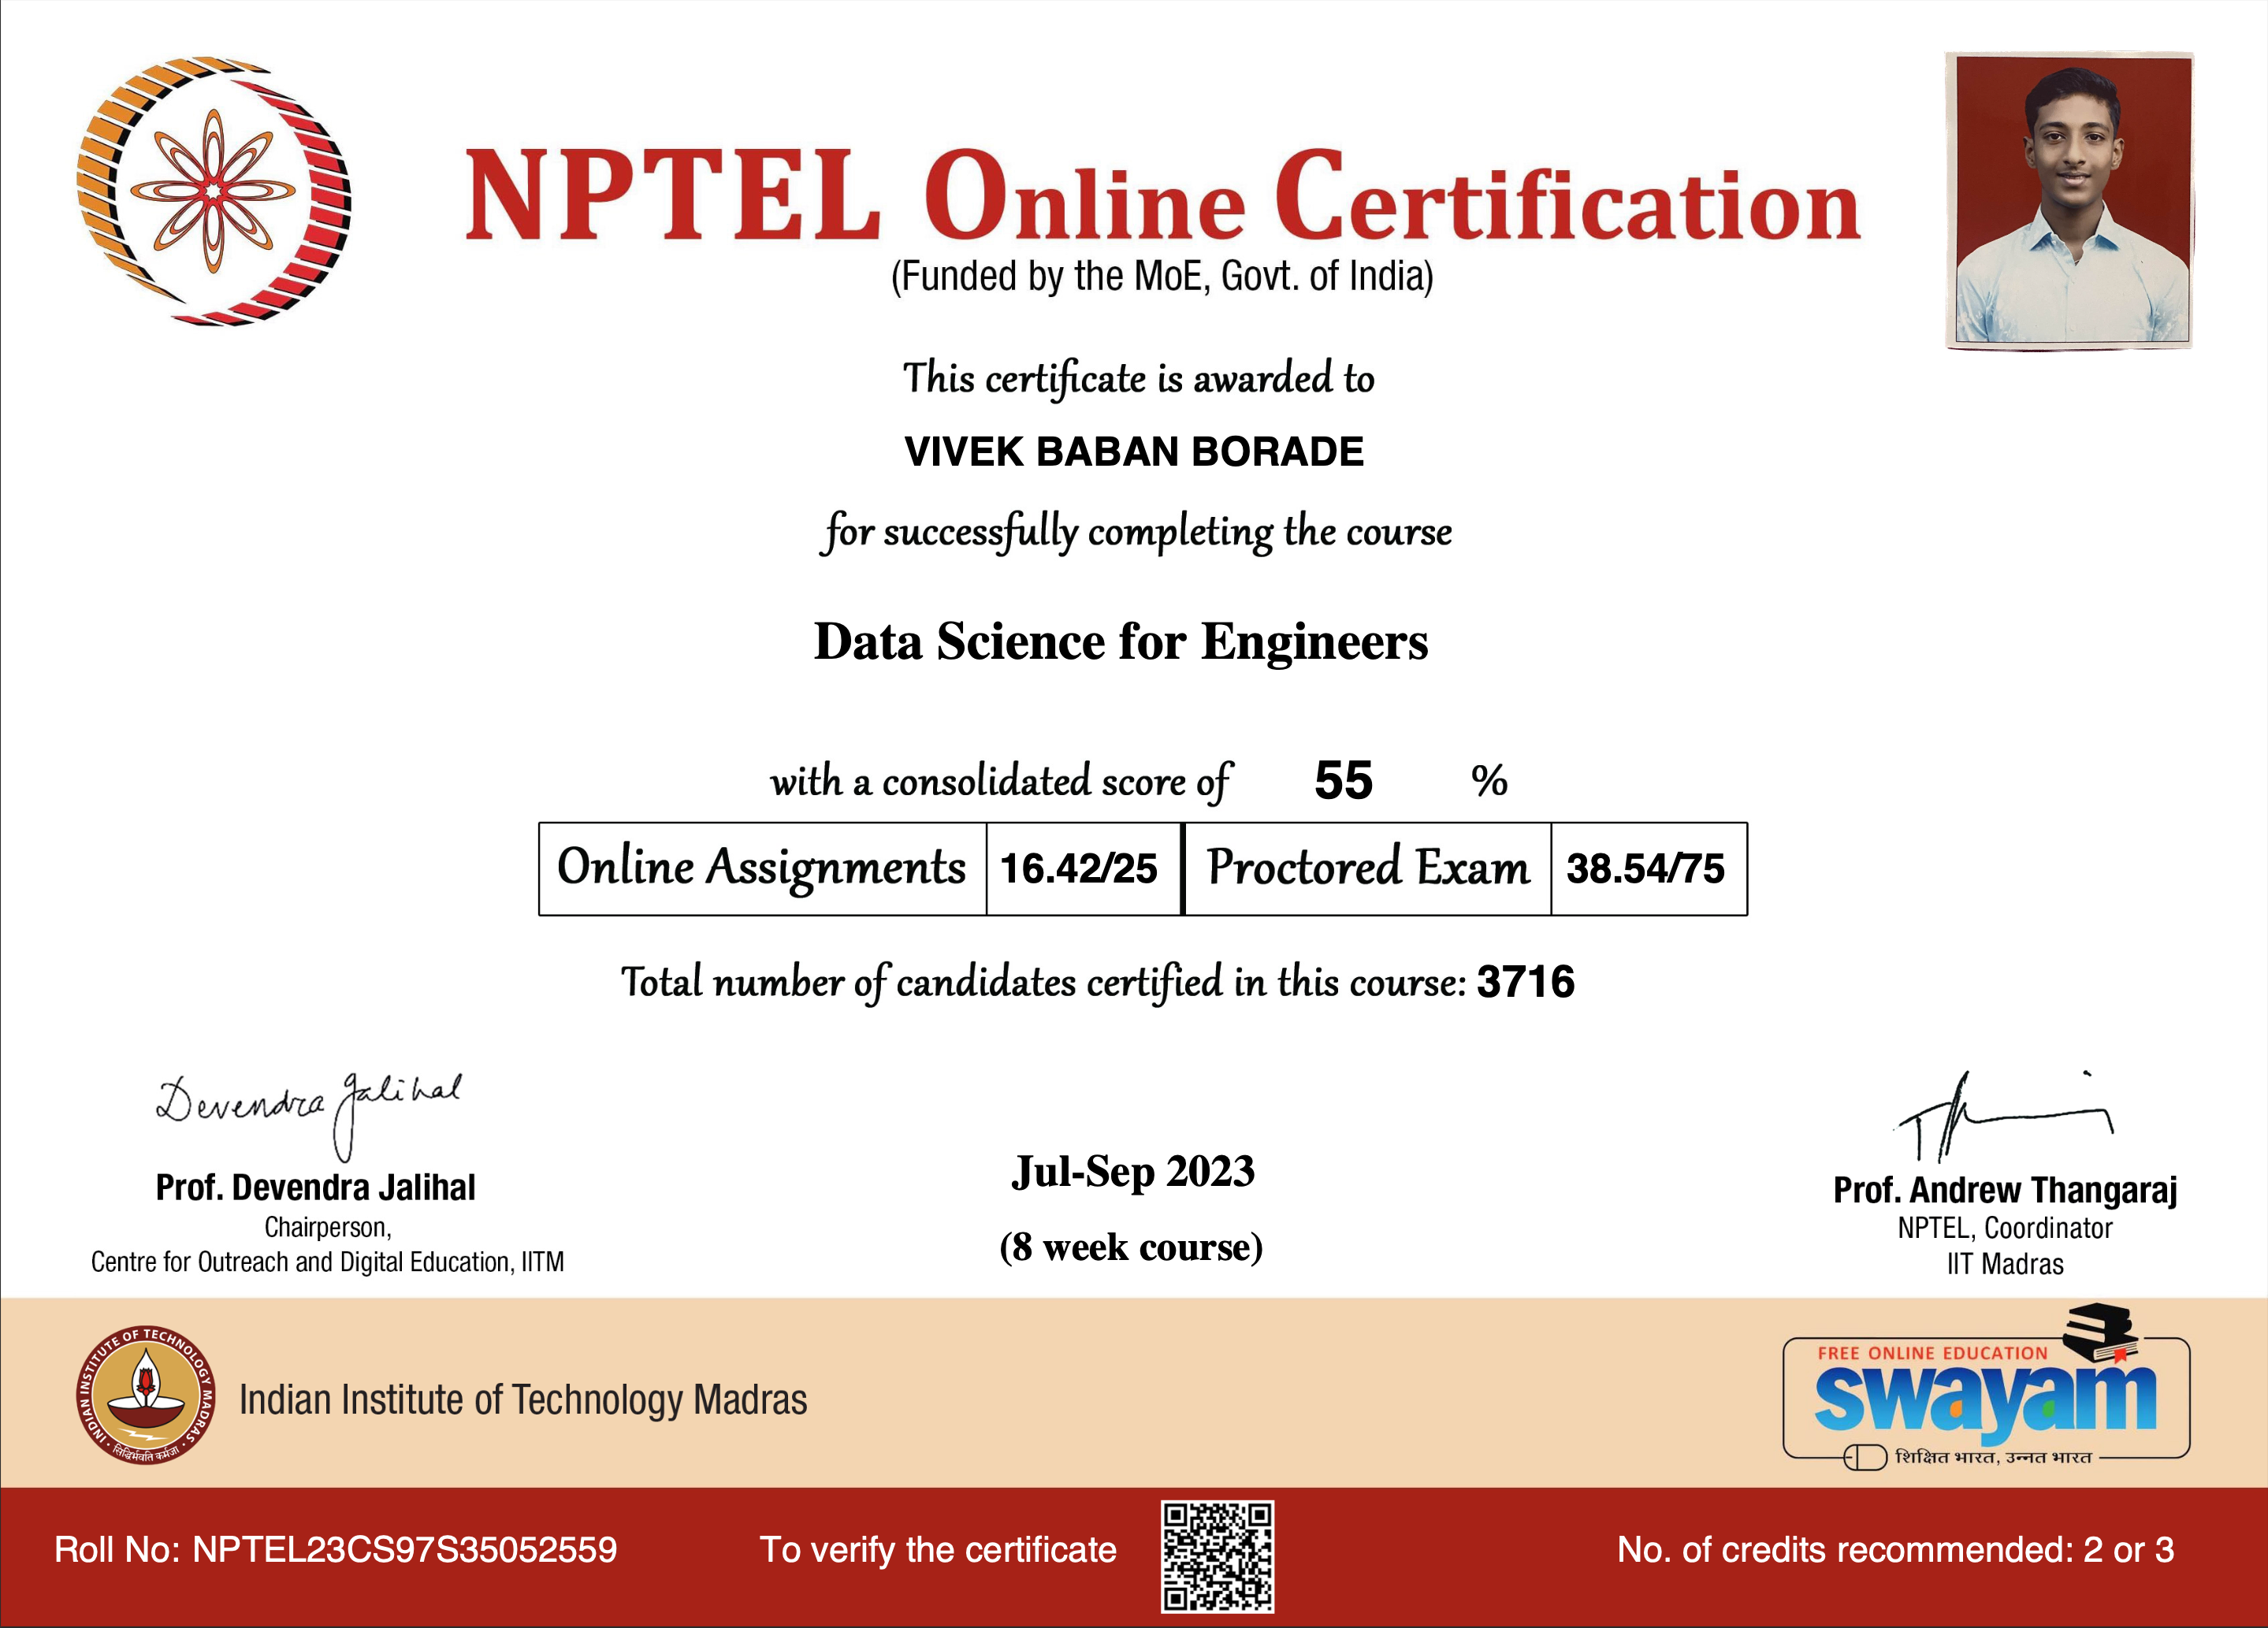 NPTEL Online Certification
(Funded by the MoE, Govt. of India)
This certificate is awarded to
VIVEK BABAN BORADE
for successfully completing the course
Data Science for Engineers
with a consolidated score of 55 %
Online Assignments 16.42/25 Proctored Exam 38.54/75
Total number of candidates certified in this course: 3716
Devendra Jalihal
Prof. Devendra Jalihal
Chairperson,
Centre for Outreach and Digital Education, IITM
Jul-Sep 2023
(8 week course)
Prof. Andrew Thangaraj
NPTEL, Coordinator
IIT Madras
INDIAN INSTITUTE OF TECHNOLOGY MADRAS
सिद्धिर्भवति कर्मजा
Indian Institute of Technology Madras
FREE ONLINE EDUCATION
swayam
शिक्षित भारत, उन्नत भारत
Roll No: NPTEL23CS97S35052559
To verify the certificate
No. of credits recommended: 2 or 3